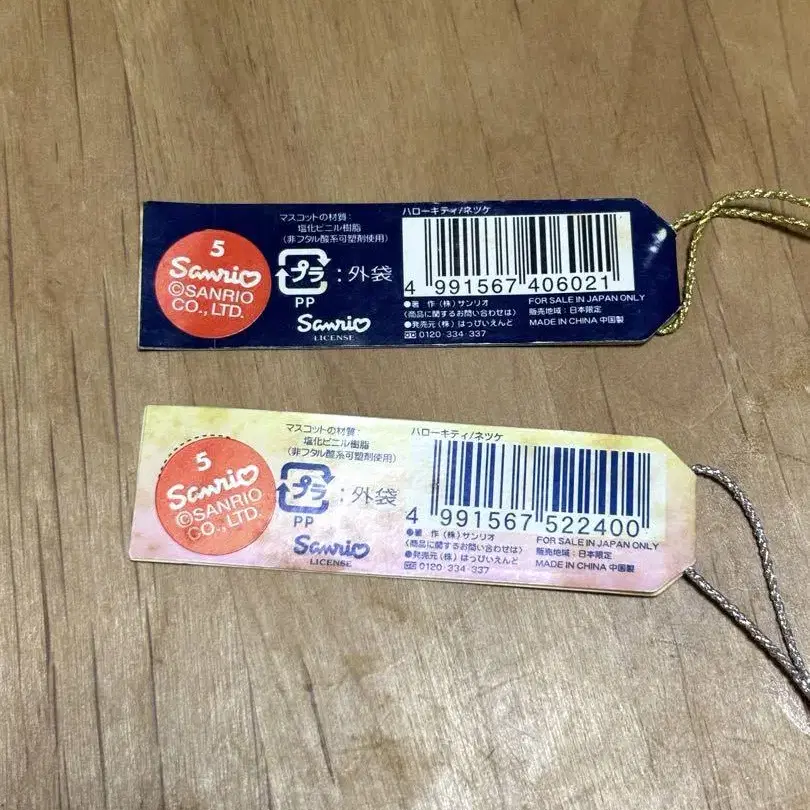 5
Sanrio
©SANRIO
CO., LTD.
マスコットの材質:
塩化ビニル樹脂
(非フタル酸系可塑剤使用)
プラ
:外袋
PP
Sanrio
LICENSE
ハローキティ/ネツケ
4 991567 406021
●著 作(株)サンリオ
(商品に関するお問い合わせは)
●発売元(株)はっぴいえんど
0120-334-337
FOR SALE IN JAPAN ONLY
販売地域:日本限定
MADE IN CHINA 中国製
5
Sanrio
©SANRIO
CO., LTD.
マスコットの材質:
塩化ビニル樹脂
(非フタル酸系可塑剤使用)
プラ
:外袋
PP
Sanrio
LICENSE
ハローキティ/ネツケ
4 991567 522400
●著 作(株)サンリオ
(商品に関するお問い合わせは)
●発売元(株)はっぴいえんど
0120-334-337
FOR SALE IN JAPAN ONLY
販売地域:日本限定
MADE IN CHINA 中国製